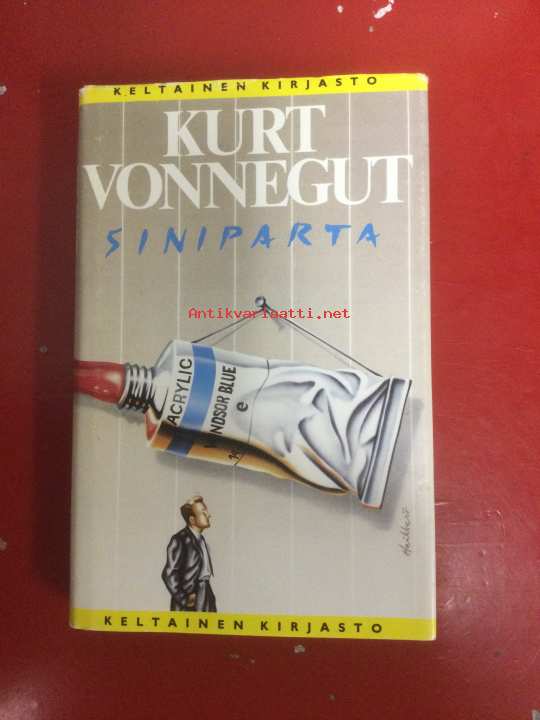 KELTAINEN KIRJASTO
KURT
VONNEGUT
SINIPARTA
Antikvariaatti.net
ACRYLIC
NDSOR BLUE
e
KELTAINEN KIRJASTO